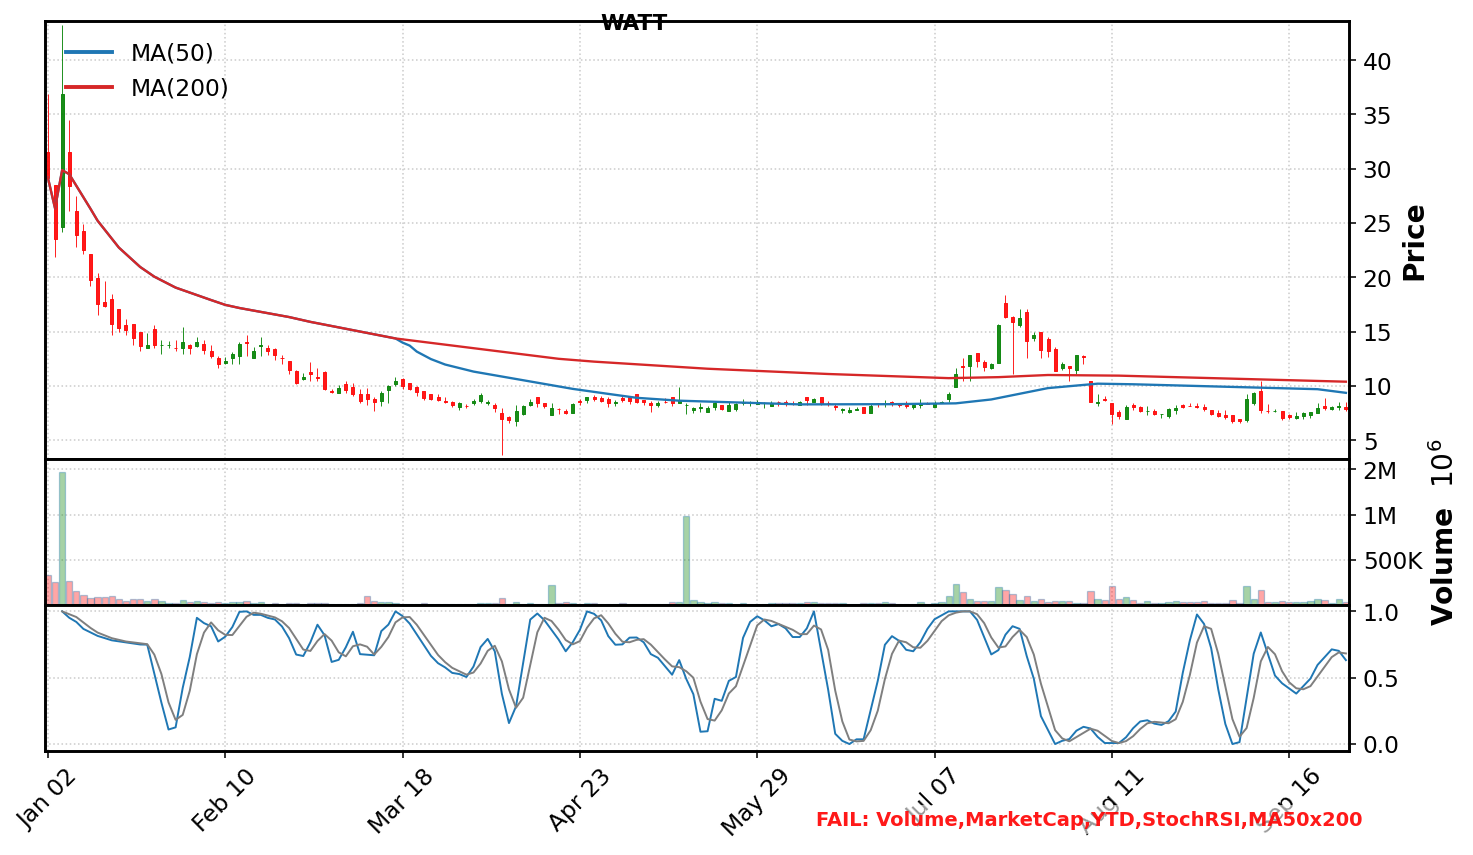 WATT
MA(50)
MA(200)
40
35
30
25
20
15
10
5
Price
2M
1M
500K
Volume 10^6
1.0
0.5
0.0
Jan 02
Feb 10
Mar 18
Apr 23
May 29
Jul 07
Aug 11
Sep 16
FAIL: Volume,MarketCap,YTD,StochRSI,MA50x200